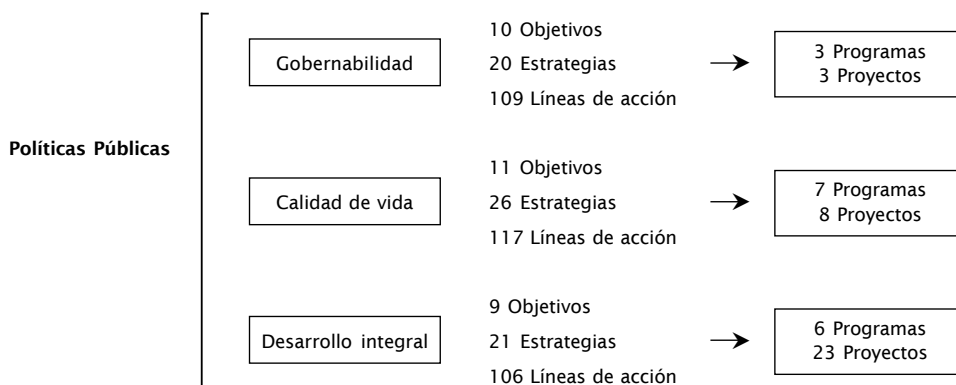 Políticas Públicas
Gobernabilidad
10 Objetivos
20 Estrategias
109 Líneas de acción
3 Programas
3 Proyectos
Calidad de vida
11 Objetivos
26 Estrategias
117 Líneas de acción
7 Programas
8 Proyectos
Desarrollo integral
9 Objetivos
21 Estrategias
106 Líneas de acción
6 Programas
23 Proyectos